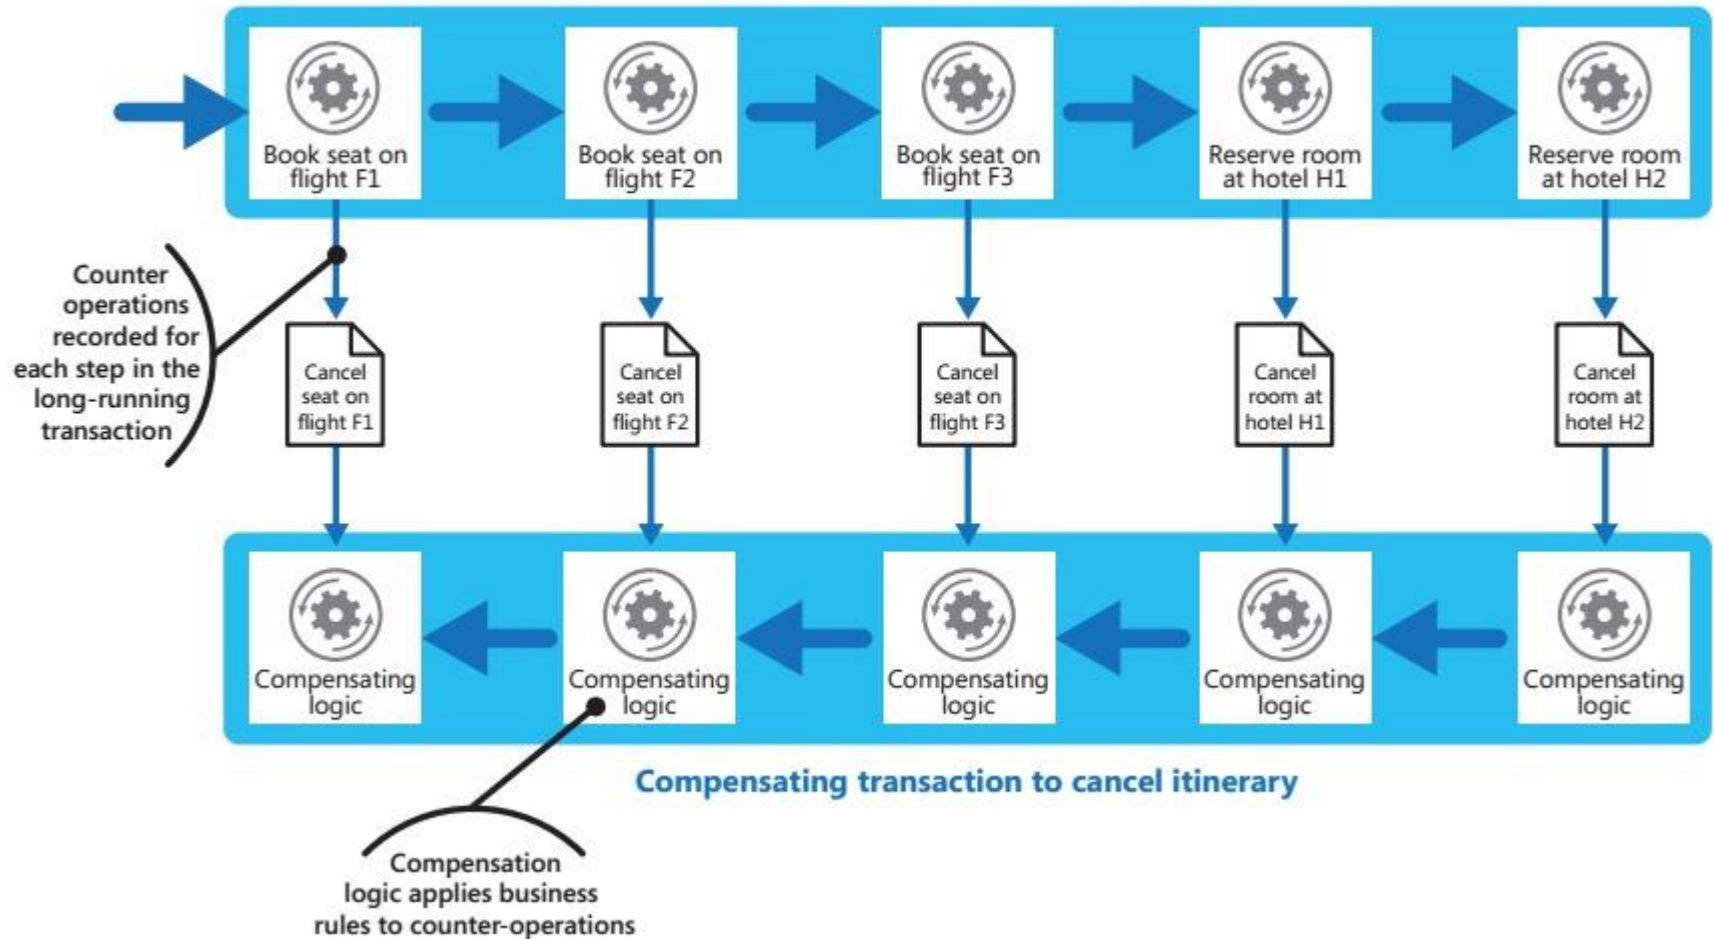 Book seat on
flight F1
Book seat on
flight F2
Book seat on
flight F3
Reserve room
at hotel H1
Reserve room
at hotel H2
Counter
operations
recorded for
each step in the
long-running
transaction
Cancel
seat on
flight F1
Cancel
seat on
flight F2
Cancel
seat on
flight F3
Cancel
room at
hotel H1
Cancel
room at
hotel H2
Compensating
logic
Compensating
logic
Compensating
logic
Compensating
logic
Compensating
logic
Compensating transaction to cancel itinerary
Compensation
logic applies business
rules to counter-operations